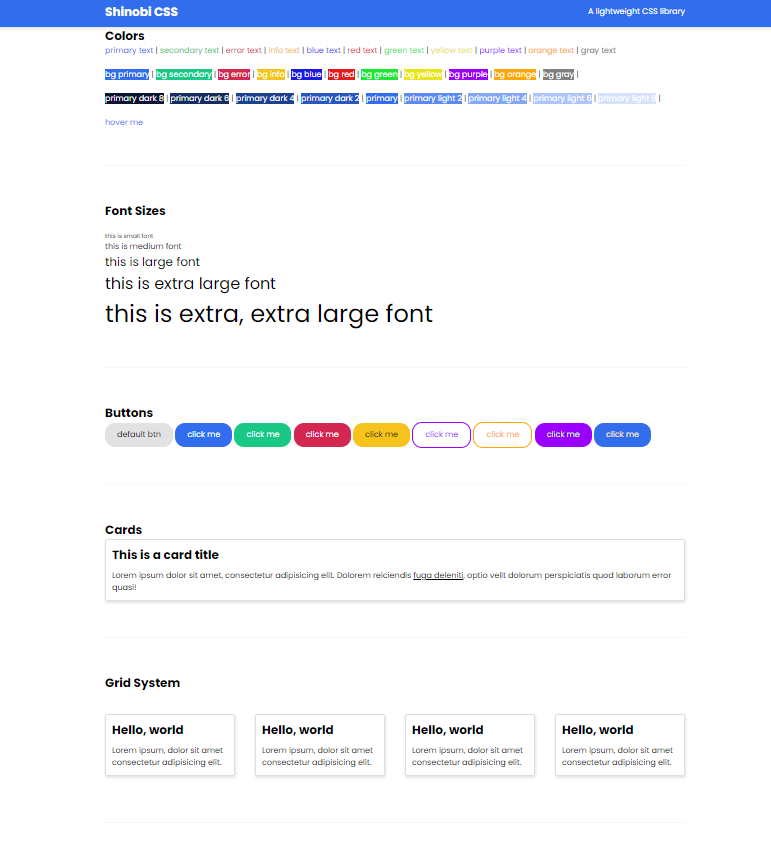 Shinobi CSS
A lightweight CSS library
Colors
primary text | secondary text | error text | info text | blue text | red text | green text | yellow text | purple text | orange text | gray text
bg primary | bg secondary | bg error | bg info | bg blue | bg red | bg green | bg yellow | bg purple | bg orange | bg gray |
primary dark 8 | primary dark 6 | primary dark 4 | primary dark 2 | primary | primary light 2 | primary light 4 | primary light 6 | primary light 8 |
hover me
Font Sizes
this is small font
this is medium font
this is large font
this is extra large font
this is extra, extra large font
Buttons
default btn click me click me click me click me click me click me click me click me
Cards
This is a card title
Lorem ipsum dolor sit amet, consectetur adipisicing elit. Dolorem reiciendis fuga deleniti, optio velit dolorum perspiciatis quod laborum error
quasi!
Grid System
Hello, world Hello, world Hello, world Hello, world
Lorem ipsum, dolor sit amet Lorem ipsum, dolor sit amet Lorem ipsum, dolor sit amet Lorem ipsum, dolor sit amet
consectetur adipisicing elit. consectetur adipisicing elit. consectetur adipisicing elit. consectetur adipisicing elit.